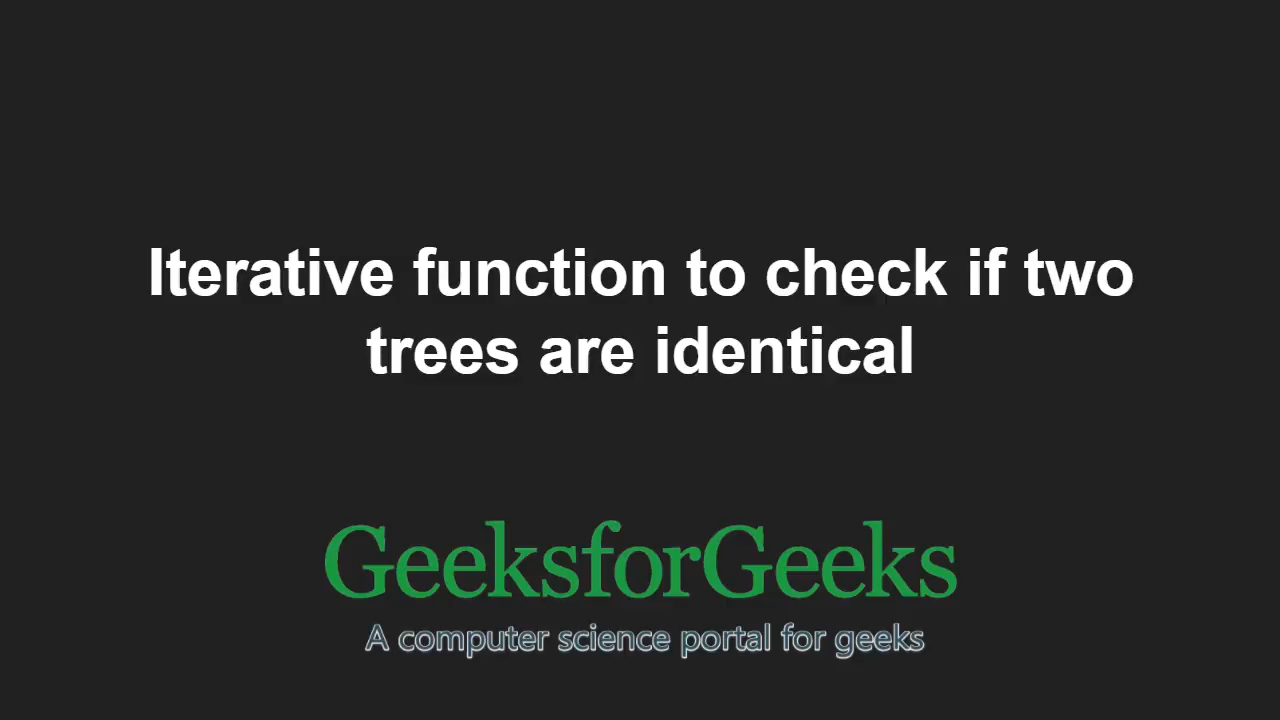 Iterative function to check if two
trees are identical
GeeksforGeeks
A computer science portal for geeks